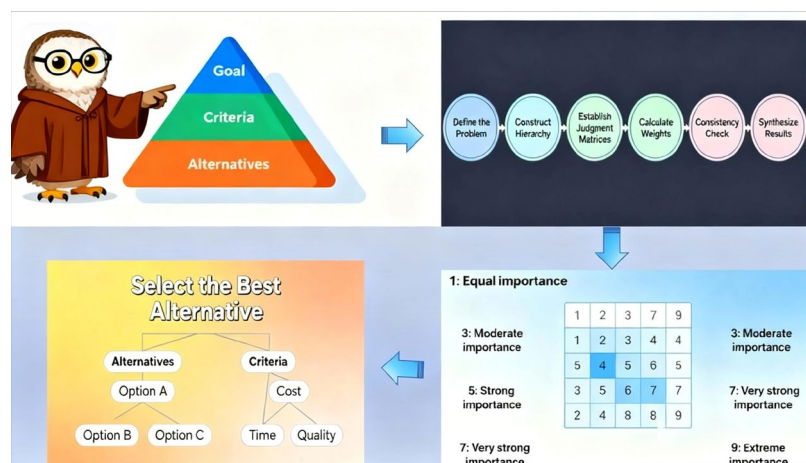 Goal
Criteria
Alternatives
Define the
Problem
Construct
Hierarchy
Establish
Judgment
Matrices
Calculate
Weights
Consistency
Check
Synthesize
Results
Select the Best
Alternative
Alternatives
Criteria
Option A
Cost
Option B
Option C
Time
Quality
1: Equal importance
3: Moderate
importance
5: Strong
importance
7: Very strong
importance
1 2 3 7 9
1 2 3 4 4
5 4 5 6 5
3 5 6 7 7
2 4 8 8 9
3: Moderate
importance
7: Very strong
importance
9: Extreme
importance